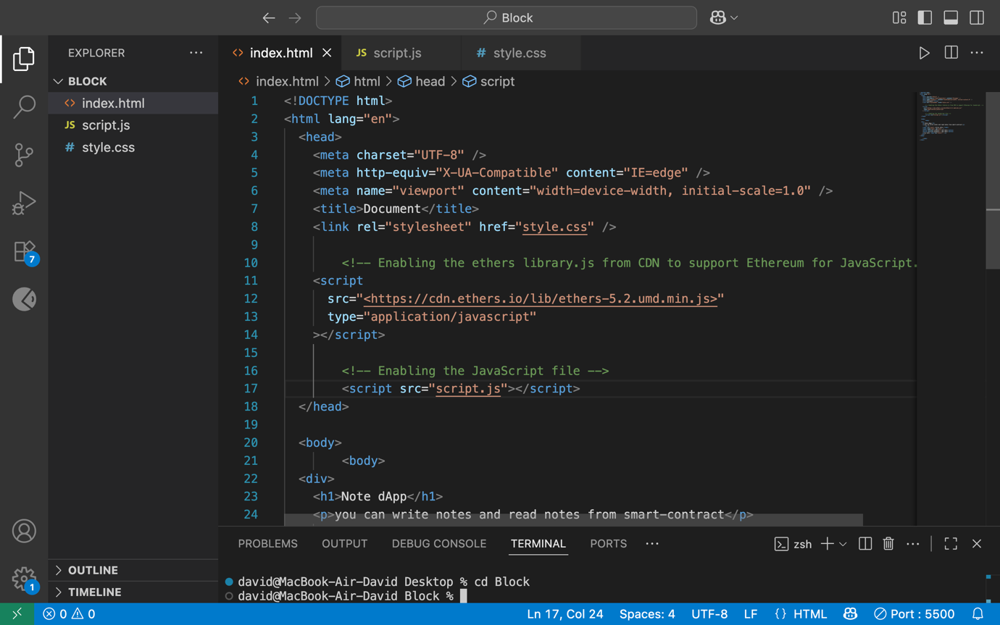 Block
EXPLORER
BLOCK
<> index.html
JS script.js
# style.css
OUTLINE
TIMELINE
7
1
<> index.html
JS script.js
# style.css
<> index.html > html > head > script
1 <!DOCTYPE html>
2 <html lang="en">
3 <head>
4 <meta charset="UTF-8" />
5 <meta http-equiv="X-UA-Compatible" content="IE=edge" />
6 <meta name="viewport" content="width=device-width, initial-scale=1.0" />
7 <title>Document</title>
8 <link rel="stylesheet" href="style.css" />
9
10 <!-- Enabling the ethers library.js from CDN to support Ethereum for JavaScript.
11 <script
12 src="<https://cdn.ethers.io/lib/ethers-5.2.umd.min.js>"
13 type="application/javascript"
14 ></script>
15
16 <!-- Enabling the JavaScript file -->
17 <script src="script.js"></script>
18 </head>
19
20 <body>
21 <body>
22 <div>
23 <h1>Note dApp</h1>
24 <p>you can write notes and read notes from smart-contract</p>
PROBLEMS OUTPUT DEBUG CONSOLE TERMINAL PORTS ··· zsh
david@MacBook-Air-David Desktop % cd Block
david@MacBook-Air-David Block %
0 0 Ln 17, Col 24 Spaces: 4 UTF-8 LF {} HTML Port : 5500